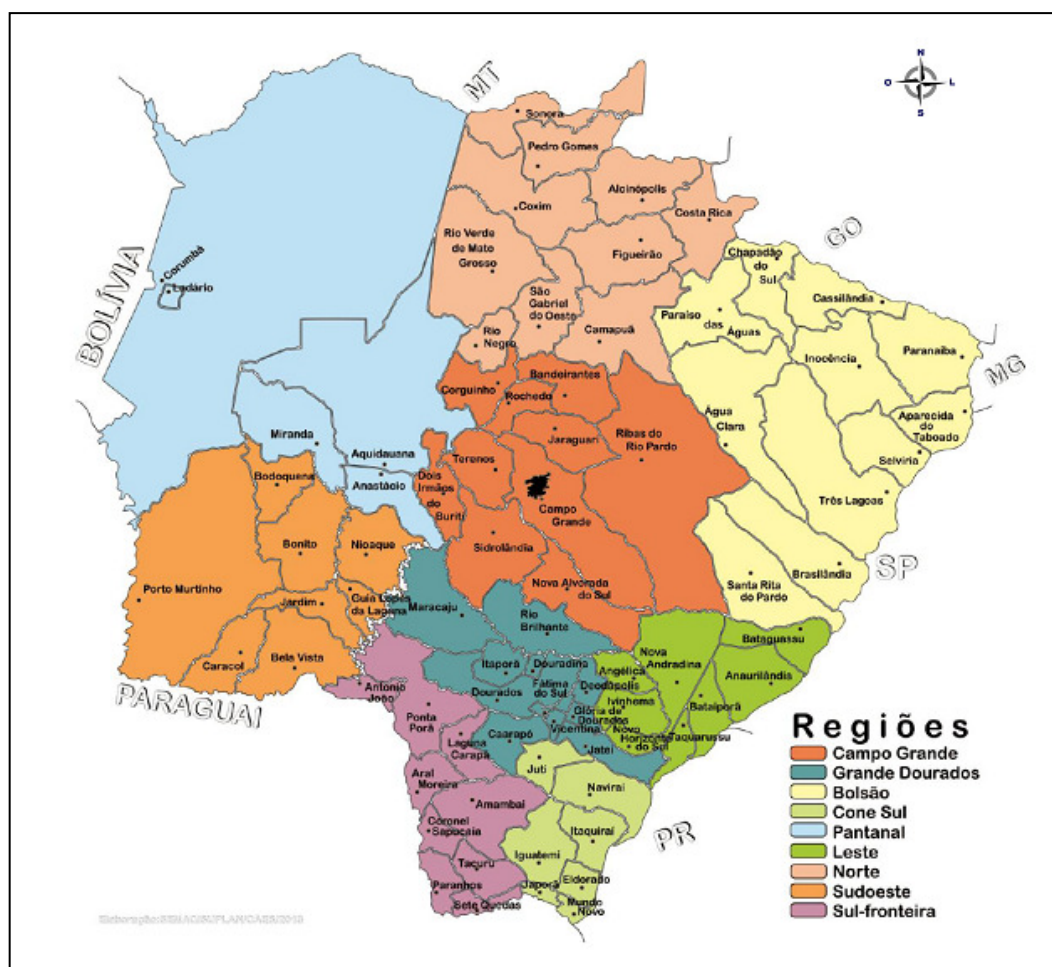 N
O
L
S
MT
GO
MG
SP
PR
BOLÍVIA
PARAGUAI
Sonora
Pedro Gomes
Alcinópolis
Coxim
Costa Rica
Rio Verde
de Mato
Grosso
Figueirão
São
Gabriel
do Oeste
Camapuã
Rio
Negro
Corumbá
Ladário
Chapadão
do
Sul
Cassilândia
Paraíso
das
Águas
Inocência
Paranaíba
Aparecida
do
Taboado
Selvíria
Água
Clara
Três Lagoas
Brasilândia
Santa Rita
do Pardo
Bandeirantes
Corguinho
Rochedo
Jaraguari
Ribas do
Rio Pardo
Terenos
Dois
Irmãos
do
Buriti
Campo
Grande
Sidrolândia
Nova Alvorada
do Sul
Miranda
Aquidauana
Anastácio
Bodoquena
Bonito
Nioaque
Porto Murtinho
Jardim
Guia Lopes
da Laguna
Caracol
Bela Vista
Maracaju
Rio
Brilhante
Itaporã
Douradina
Dourados
Fátima
do Sul
Deodápolis
Glória de
Dourados
Vicentina
Caarapó
Jateí
Nova
Andradina
Angélica
Ivinhema
Novo
Horizonte
do Sul
Bataguassu
Anaurilândia
Bataiporã
Taquarussu
Antonio
João
Ponta
Porã
Laguna
Carapã
Aral
Moreira
Amambai
Coronel
Sapucaia
Tacuru
Paranhos
Sete Quedas
Juti
Naviraí
Itaquiraí
Iguatemi
Eldorado
Japorã
Mundo
Novo
Regiões
Campo Grande
Grande Dourados
Bolsão
Cone Sul
Pantanal
Leste
Norte
Sudoeste
Sul-fronteira